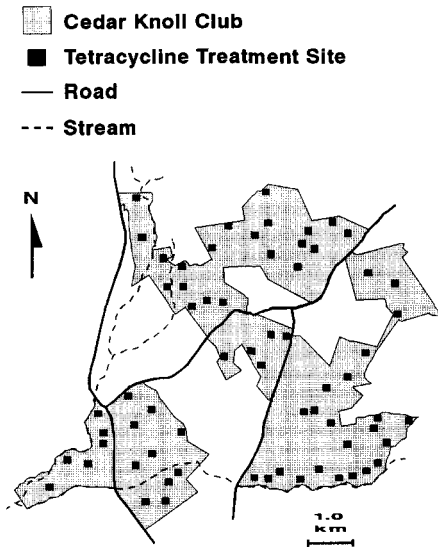 Cedar Knoll Club
Tetracycline Treatment Site
Road
Stream
N
1.0
km